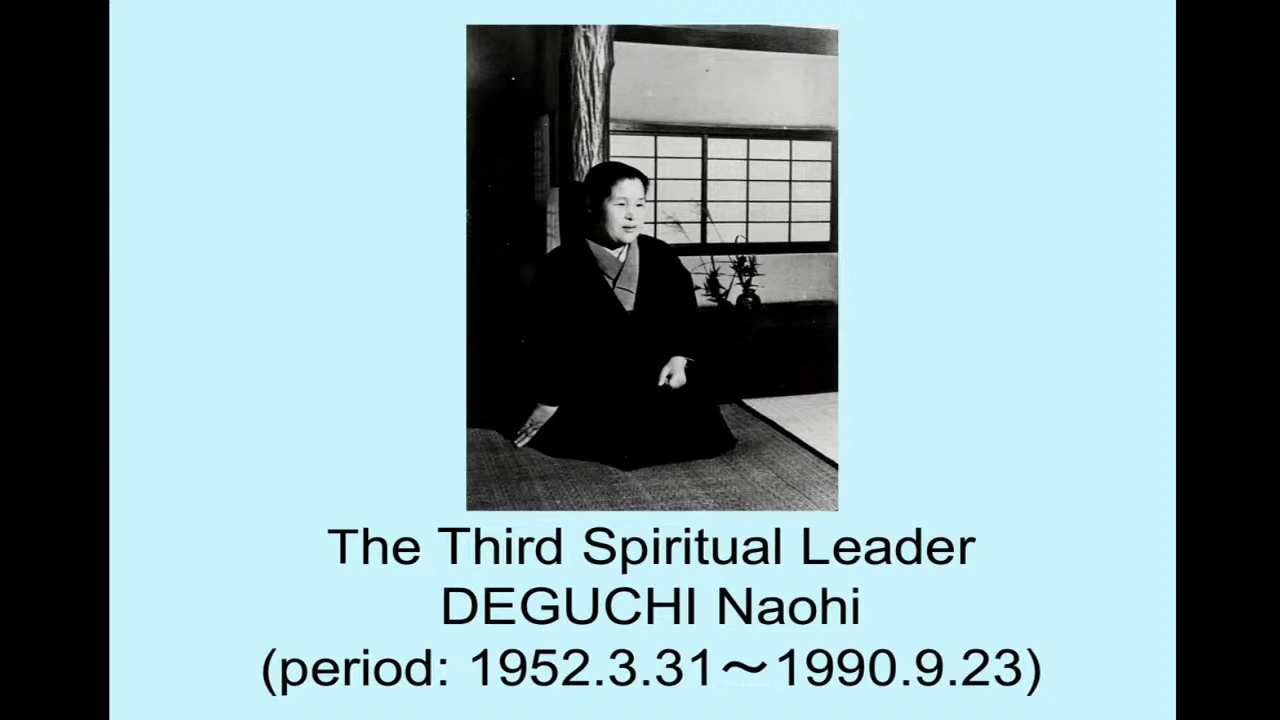 The Third Spiritual Leader
DEGUCHI Naohi
(period: 1952.3.31～1990.9.23)